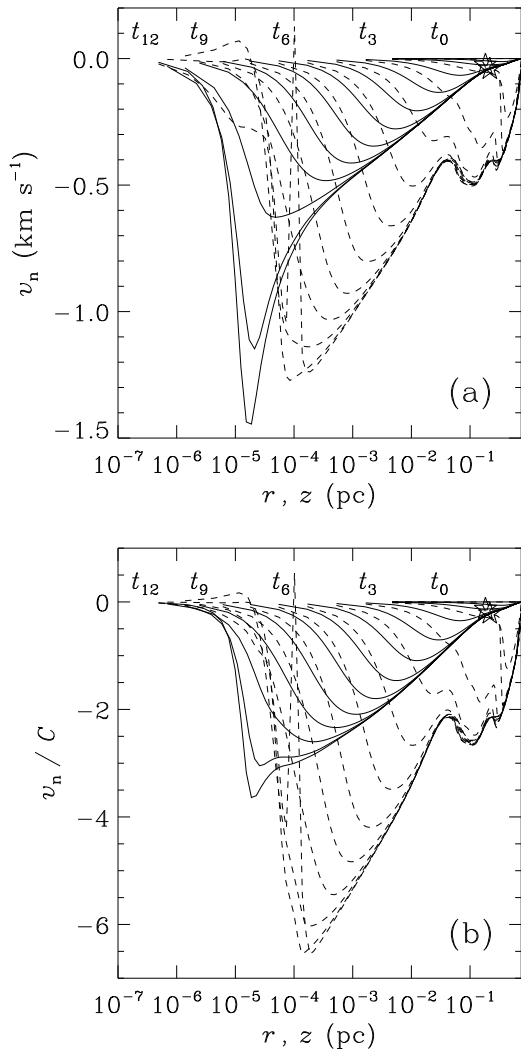 t₁₂ t₉ t₆ t₃ t₀
0.0
−0.5
−1.0
−1.5
vₙ (km s⁻¹)
(a)
10⁻⁷ 10⁻⁶ 10⁻⁵ 10⁻⁴ 10⁻³ 10⁻² 10⁻¹
r , z (pc)
t₁₂ t₉ t₆ t₃ t₀
0
−2
−4
−6
vₙ / C
(b)
10⁻⁷ 10⁻⁶ 10⁻⁵ 10⁻⁴ 10⁻³ 10⁻² 10⁻¹
r , z (pc)